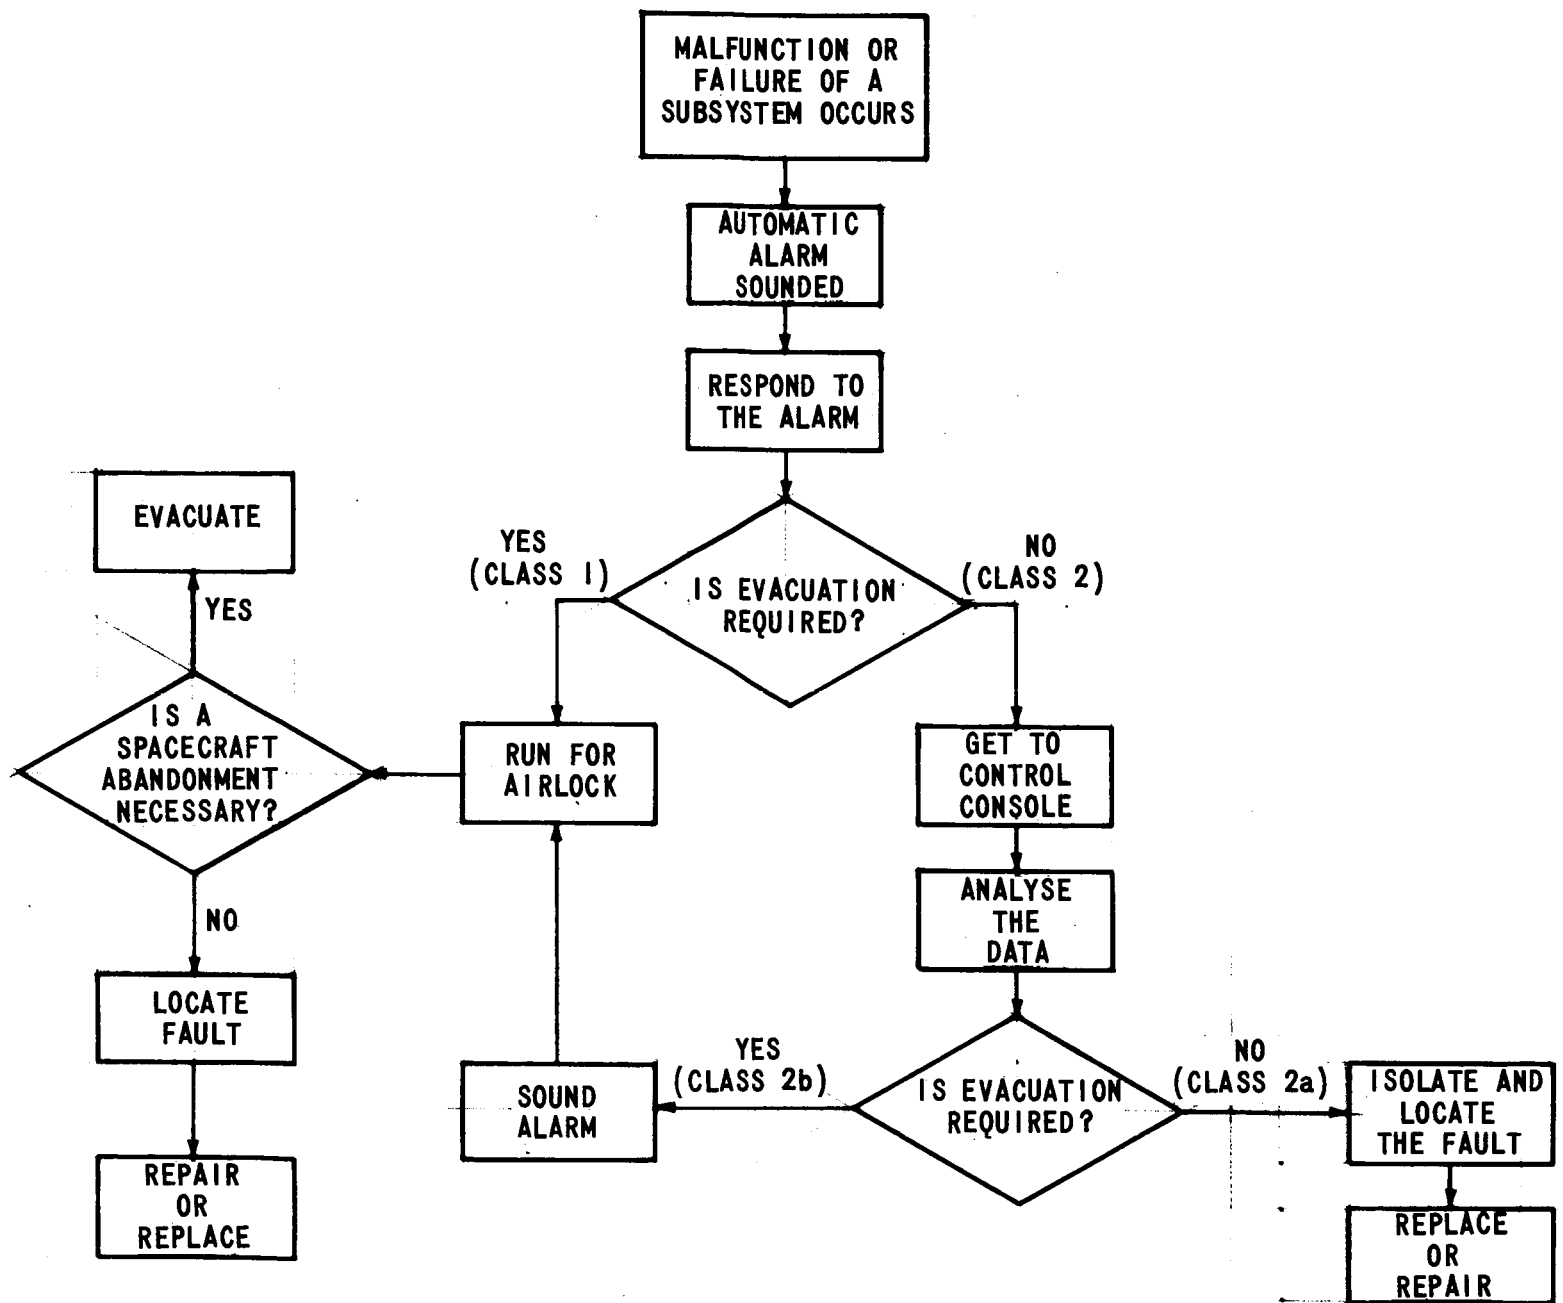 MALFUNCTION OR
FAILURE OF A
SUBSYSTEM OCCURS
AUTOMATIC
ALARM
SOUNDED
RESPOND TO
THE ALARM
IS EVACUATION
REQUIRED?
YES
(CLASS 1)
NO
(CLASS 2)
EVACUATE
YES
IS A
SPACECRAFT
ABANDONMENT
NECESSARY?
RUN FOR
AIRLOCK
GET TO
CONTROL
CONSOLE
ANALYSE
THE
DATA
NO
LOCATE
FAULT
REPAIR
OR
REPLACE
SOUND
ALARM
YES
(CLASS 2b)
IS EVACUATION
REQUIRED?
NO
(CLASS 2a)
ISOLATE AND
LOCATE
THE FAULT
REPLACE
OR
REPAIR